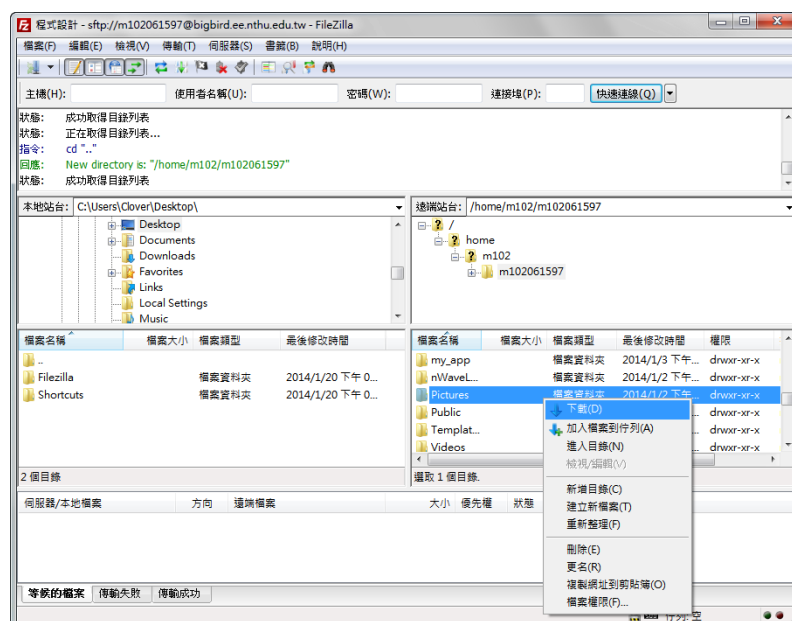 程式設計 - sftp://m102061597@bigbird.ee.nthu.edu.tw - FileZilla
檔案(F) 編輯(E) 檢視(V) 傳輸(T) 伺服器(S) 書籤(B) 說明(H)
主機(H): 使用者名稱(U): 密碼(W): 連接埠(P): 快速連線(Q)
狀態: 成功取得目錄列表
狀態: 正在取得目錄列表...
指令: cd ".."
回應: New directory is: "/home/m102/m102061597"
狀態: 成功取得目錄列表
本地站台: C:\Users\Clover\Desktop\
Desktop
Documents
Downloads
Favorites
Links
Local Settings
Music
遠端站台: /home/m102/m102061597
/
home
m102
m102061597
檔案名稱 檔案大小 檔案類型 最後修改時間
..
Filezilla 檔案資料夾 2014/1/20 下午 0...
Shortcuts 檔案資料夾 2014/1/20 下午 0...
2 個目錄
檔案名稱 檔案大小 檔案類型 最後修改時間 權限
my_app 檔案資料夾 2014/1/3 下午... drwxr-xr-x
nWaveL... 檔案資料夾 2014/1/2 下午... drwxr-xr-x
Pictures 檔案資料夾 2014/1/2 下午... drwxr-xr-x
Public drwxr-xr-x
Templat... drwxr-xr-x
Videos drwxr-xr-x
選取 1 個目錄.
下載(D)
加入檔案到佇列(A)
進入目錄(N)
檢視/編輯(V)
新增目錄(C)
建立新檔案(T)
重新整理(F)
刪除(E)
更名(R)
複製網址到剪貼簿(O)
檔案權限(F)...
伺服器/本地檔案 方向 遠端檔案 大小 優先權 狀態
等候的檔案 傳輸失敗 傳輸成功
佇列: 空